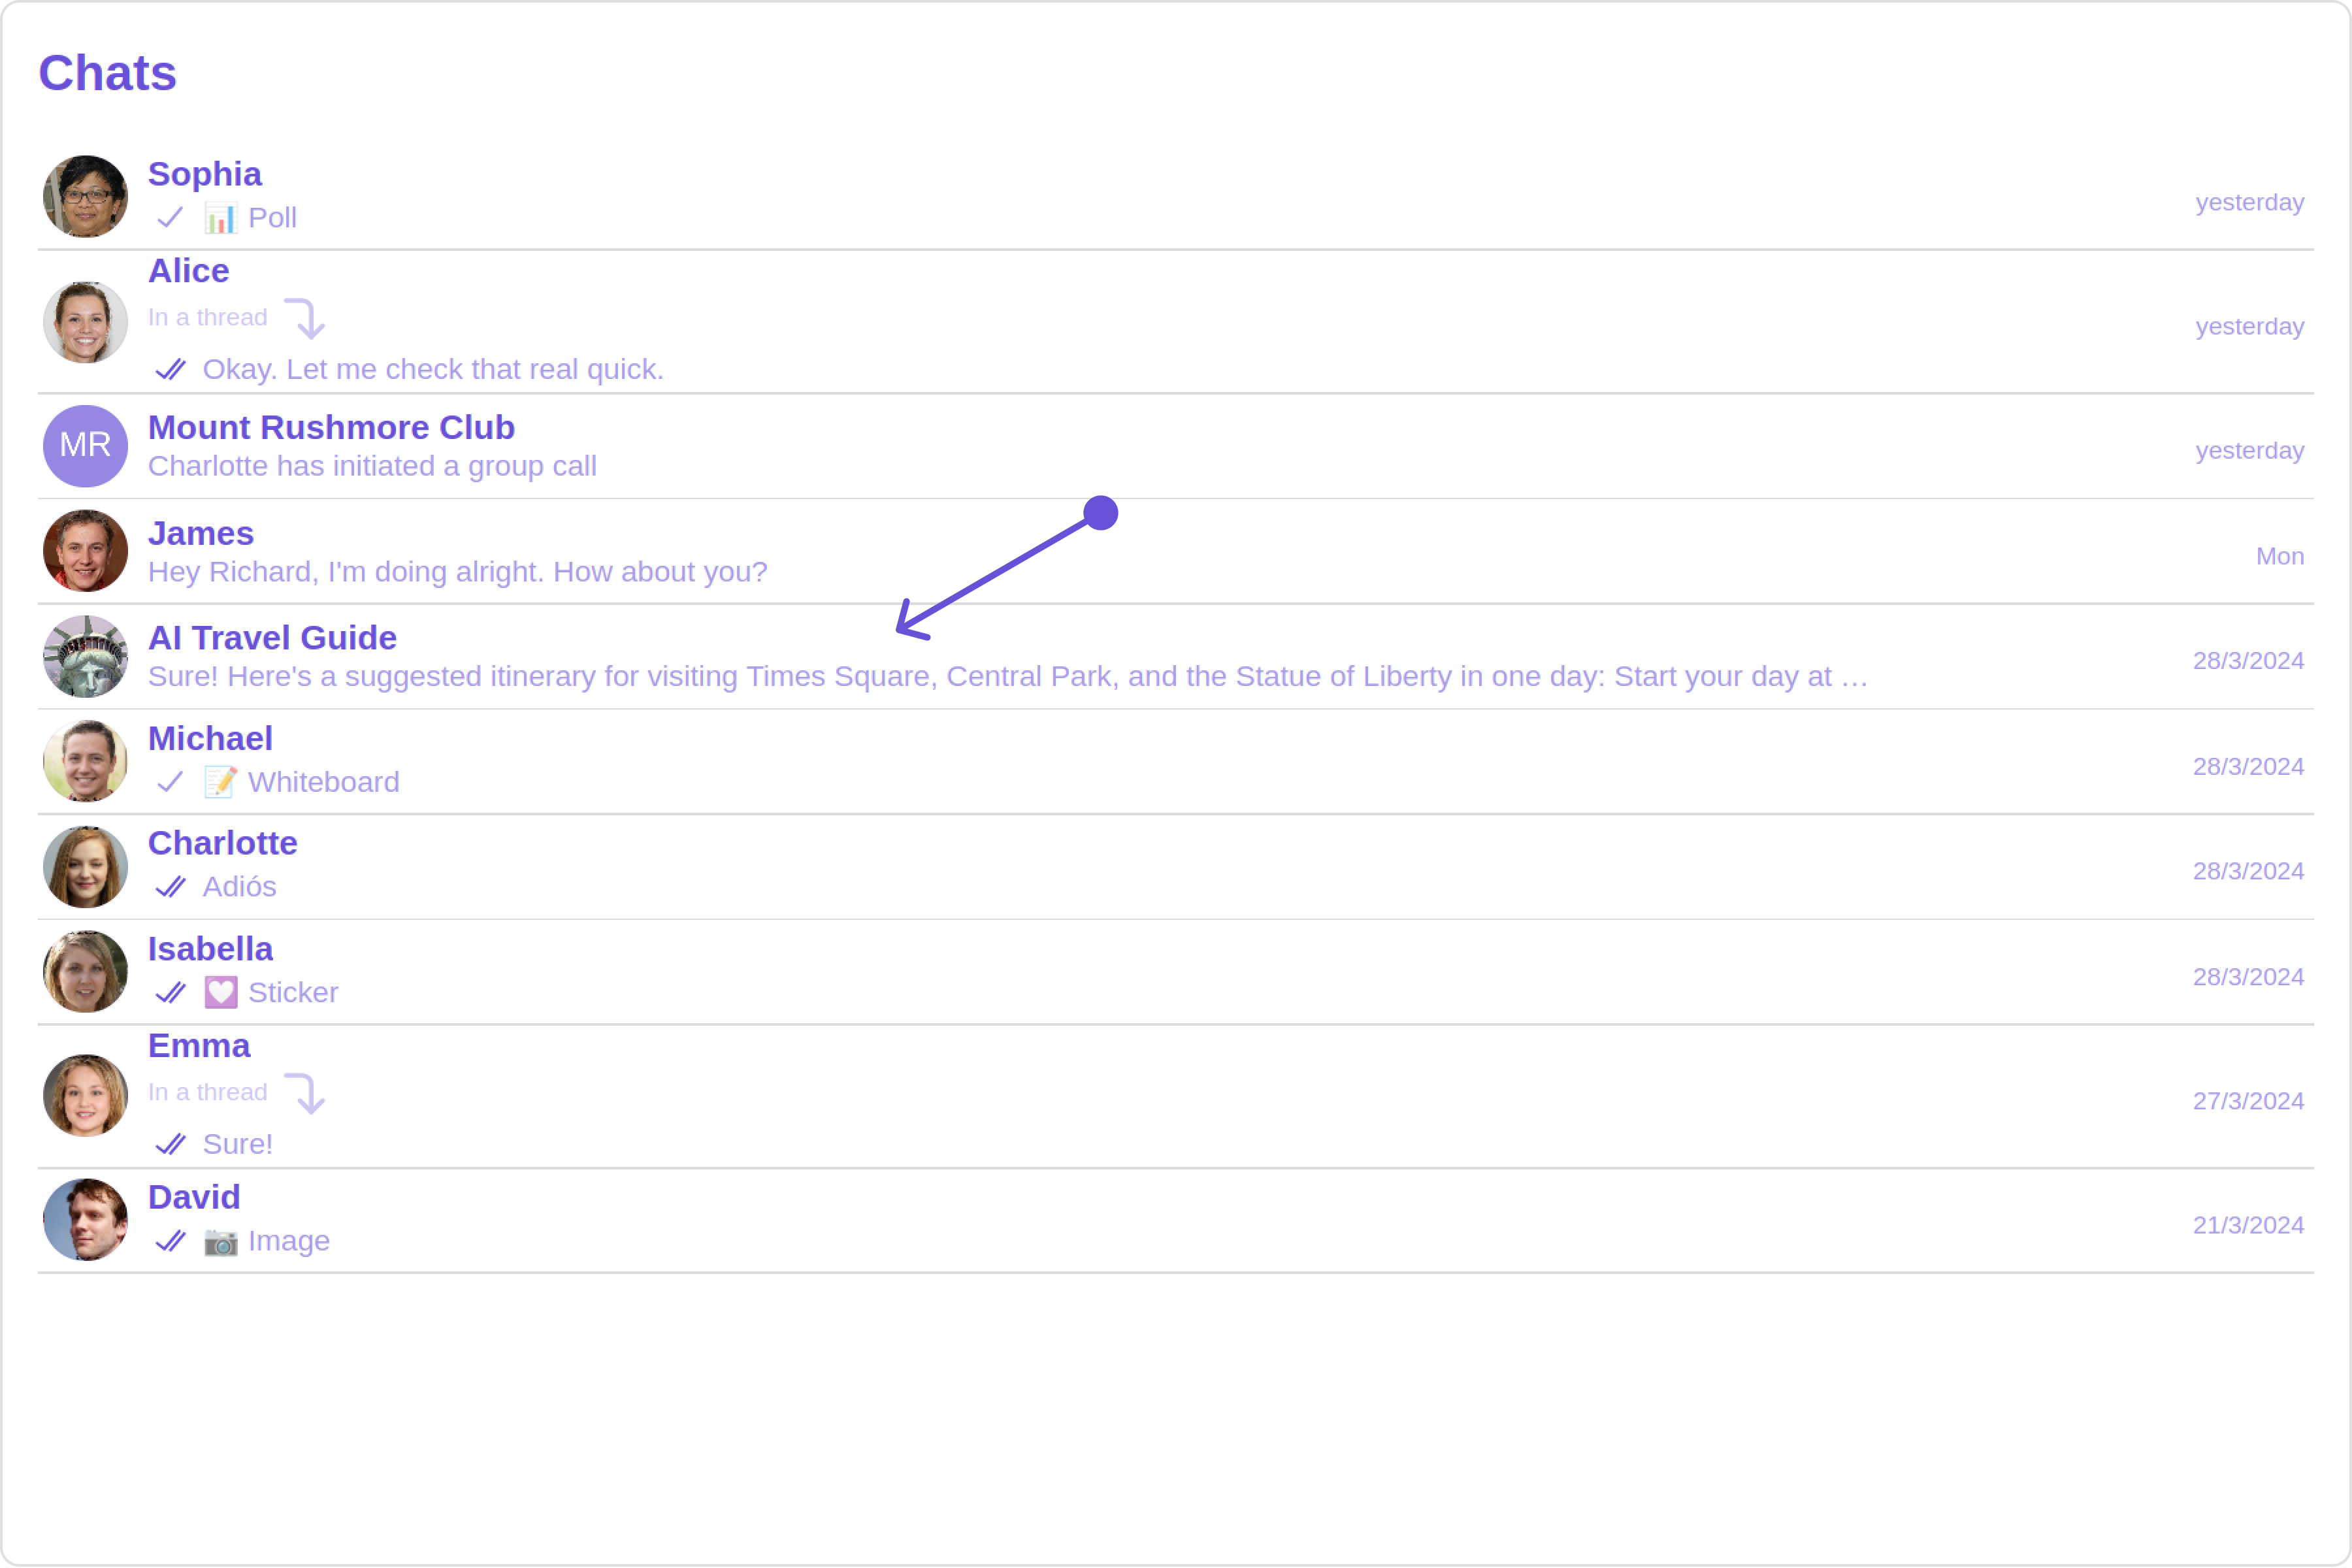 Chats
Sophia
📊 Poll
yesterday
Alice
In a thread
Okay. Let me check that real quick.
yesterday
MR
Mount Rushmore Club
Charlotte has initiated a group call
yesterday
James
Hey Richard, I'm doing alright. How about you?
Mon
AI Travel Guide
Sure! Here's a suggested itinerary for visiting Times Square, Central Park, and the Statue of Liberty in one day: Start your day at …
28/3/2024
Michael
📝 Whiteboard
28/3/2024
Charlotte
Adiós
28/3/2024
Isabella
💟 Sticker
28/3/2024
Emma
In a thread
Sure!
27/3/2024
David
📷 Image
21/3/2024